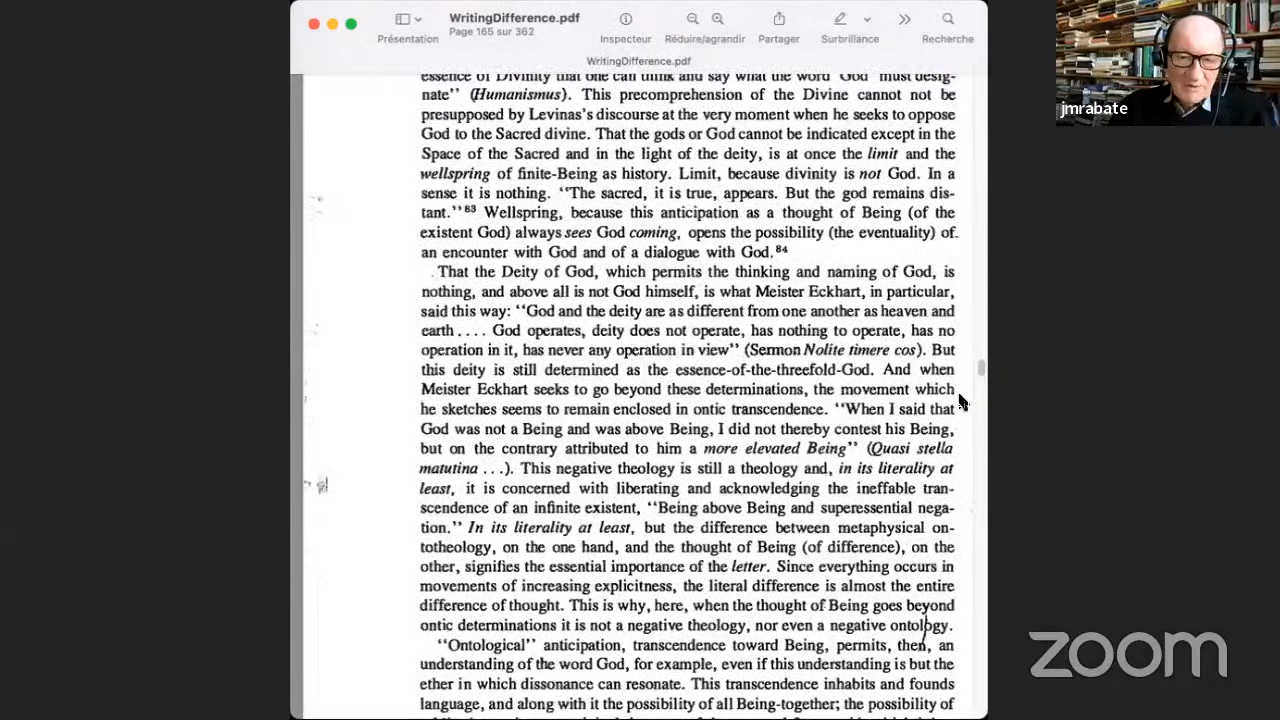 WritingDifference.pdf
Page 165 sur 362
Présentation
Inspecteur
Réduire/agrandir
Partager
Surbrillance
Recherche
WritingDifference.pdf
essence of Divinity that one can think and say what the word 'God' must desig-
nate'' (Humanismus). This precomprehension of the Divine cannot not be
presupposed by Levinas's discourse at the very moment when he seeks to oppose
God to the Sacred divine. That the gods or God cannot be indicated except in the
Space of the Sacred and in the light of the deity, is at once the limit and the
wellspring of finite-Being as history. Limit, because divinity is not God. In a
sense it is nothing. ''The sacred, it is true, appears. But the god remains dis-
tant.''83 Wellspring, because this anticipation as a thought of Being (of the
existent God) always sees God coming, opens the possibility (the eventuality) of
an encounter with God and of a dialogue with God.84
That the Deity of God, which permits the thinking and naming of God, is
nothing, and above all is not God himself, is what Meister Eckhart, in particular,
said this way: ''God and the deity are as different from one another as heaven and
earth.... God operates, deity does not operate, has nothing to operate, has no
operation in it, has never any operation in view'' (Sermon Nolite timere cos). But
this deity is still determined as the essence-of-the-threefold-God. And when
Meister Eckhart seeks to go beyond these determinations, the movement which
he sketches seems to remain enclosed in ontic transcendence. ''When I said that
God was not a Being and was above Being, I did not thereby contest his Being,
but on the contrary attributed to him a more elevated Being'' (Quasi stella
matutina ...). This negative theology is still a theology and, in its literality at
least, it is concerned with liberating and acknowledging the ineffable tran-
scendence of an infinite existent, ''Being above Being and superessential nega-
tion.'' In its literality at least, but the difference between metaphysical on-
totheology, on the one hand, and the thought of Being (of difference), on the
other, signifies the essential importance of the letter. Since everything occurs in
movements of increasing explicitness, the literal difference is almost the entire
difference of thought. This is why, here, when the thought of Being goes beyond
ontic determinations it is not a negative theology, nor even a negative ontology.
''Ontological'' anticipation, transcendence toward Being, permits, then, an
understanding of the word God, for example, even if this understanding is but the
ether in which dissonance can resonate. This transcendence inhabits and founds
language, and along with it the possibility of all Being-together; the possibility of
jmrabate
zoom